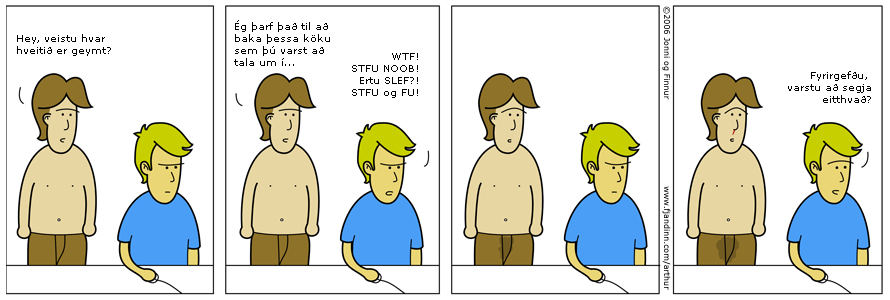 Hey, veistu hvar
hveitið er geymt?
Ég þarf það til að
baka þessa köku
sem þú varst að
tala um í...
WTF!
STFU NOOB!
Ertu SLEF?!
STFU og FU!
©2006 Jonni og Finnur
www.fjandinn.com/arthur
Fyrirgefðu,
varstu að segja
eitthvað?